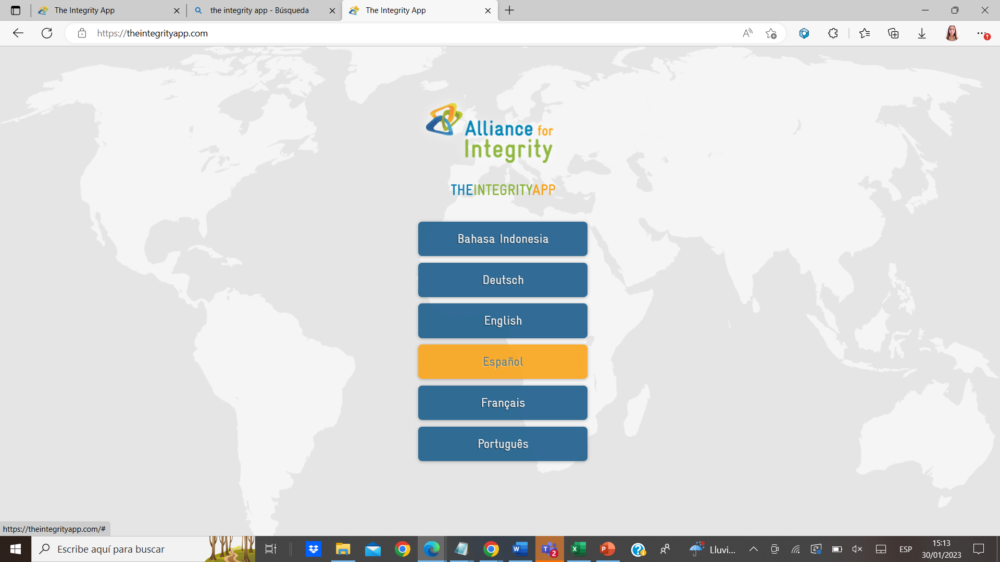 The Integrity App
the integrity app - Búsqueda
The Integrity App
https://theintegrityapp.com
Alliance for
Integrity
THEINTEGRITYAPP
Bahasa Indonesia
Deutsch
English
Español
Français
Português
https://theintegrityapp.com/#
Escribe aquí para buscar
2
Lluvi...
ESP
15:13
30/01/2023